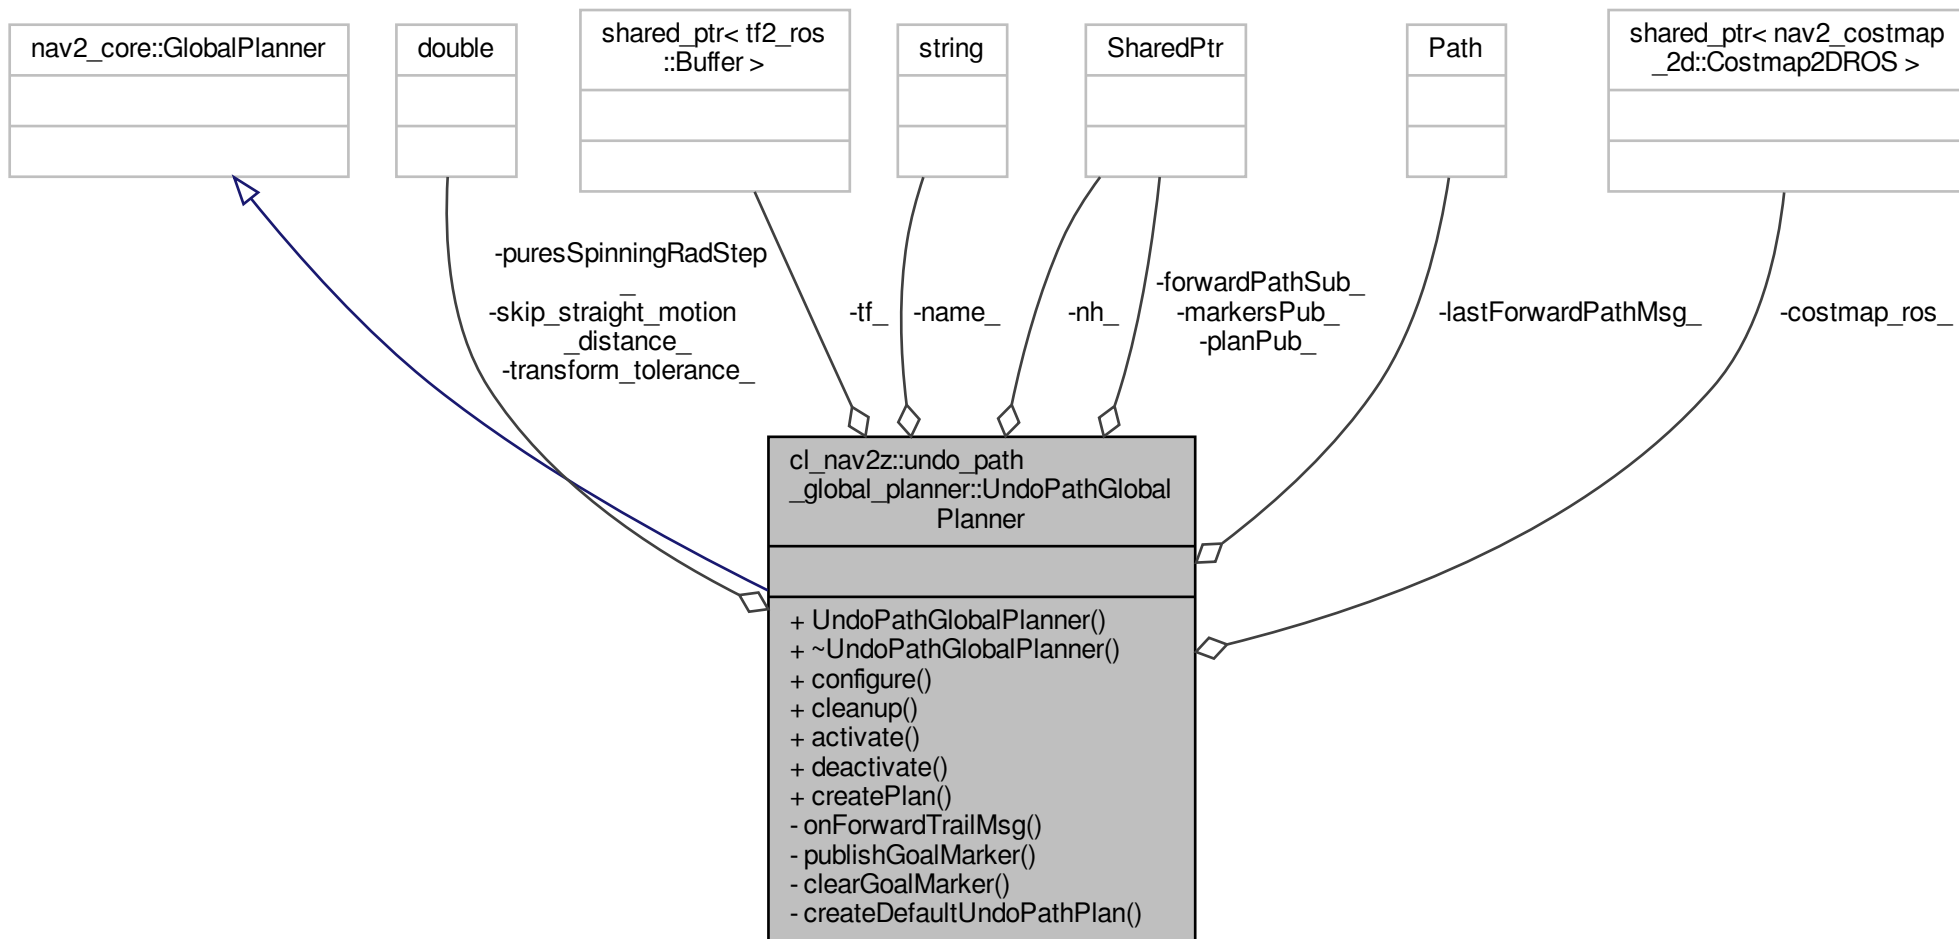 nav2_core::GlobalPlanner
double
shared_ptr< tf2_ros
::Buffer >
string
SharedPtr
Path
shared_ptr< nav2_costmap
_2d::Costmap2DROS >
-puresSpinningRadStep
_
-skip_straight_motion
_distance_
-transform_tolerance_
-tf_
-name_
-nh_
-forwardPathSub_
-markersPub_
-planPub_
-lastForwardPathMsg_
-costmap_ros_
cl_nav2z::undo_path
_global_planner::UndoPathGlobal
Planner
+ UndoPathGlobalPlanner()
+ ~UndoPathGlobalPlanner()
+ configure()
+ cleanup()
+ activate()
+ deactivate()
+ createPlan()
- onForwardTrailMsg()
- publishGoalMarker()
- clearGoalMarker()
- createDefaultUndoPathPlan()